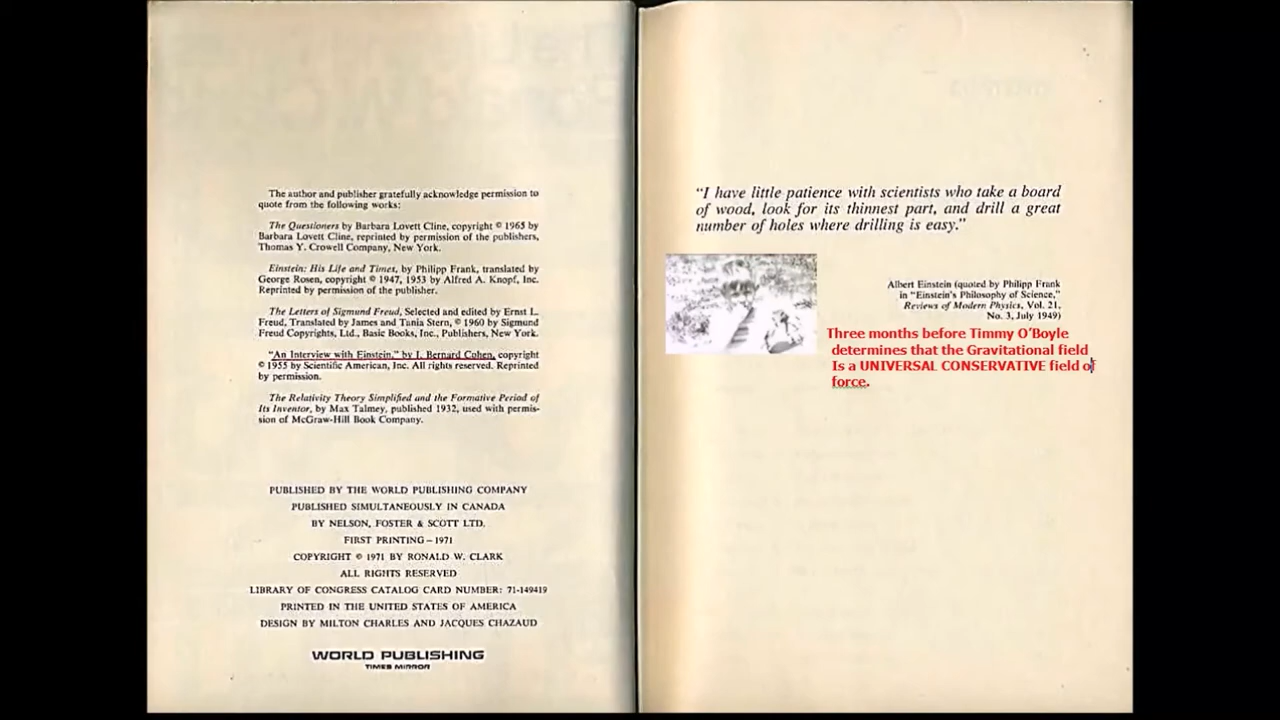 The author and publisher gratefully acknowledge permission to
quote from the following works:
The Questioners by Barbara Lovett Cline, copyright © 1965 by
Barbara Lovett Cline, reprinted by permission of the publishers,
Thomas Y. Crowell Company, New York.
Einstein: His Life and Times, by Philipp Frank, translated by
George Rosen, copyright © 1947, 1953 by Alfred A. Knopf, Inc.
Reprinted by permission of the publisher.
The Letters of Sigmund Freud, Selected and edited by Ernst L.
Freud, Translated by James and Tania Stern, © 1960 by Sigmund
Freud Copyrights, Ltd., Basic Books, Inc., Publishers, New York.
"An Interview with Einstein," by I. Bernard Cohen, copyright
© 1955 by Scientific American, Inc. All rights reserved. Reprinted
by permission.
The Relativity Theory Simplified and the Formative Period of
Its Inventor, by Max Talmey, published 1932, used with permis-
sion of McGraw-Hill Book Company.
PUBLISHED BY THE WORLD PUBLISHING COMPANY
PUBLISHED SIMULTANEOUSLY IN CANADA
BY NELSON, FOSTER & SCOTT LTD.
FIRST PRINTING – 1971
COPYRIGHT © 1971 BY RONALD W. CLARK
ALL RIGHTS RESERVED
LIBRARY OF CONGRESS CATALOG CARD NUMBER: 71-149419
PRINTED IN THE UNITED STATES OF AMERICA
DESIGN BY MILTON CHARLES AND JACQUES CHAZAUD
WORLD PUBLISHING
TIMES MIRROR
"I have little patience with scientists who take a board
of wood, look for its thinnest part, and drill a great
number of holes where drilling is easy."
Albert Einstein (quoted by Philipp Frank
in "Einstein's Philosophy of Science,"
Reviews of Modern Physics, Vol. 21,
No. 3, July 1949)
Three months before Timmy O'Boyle
determines that the Gravitational field
Is a UNIVERSAL CONSERVATIVE field of
force.